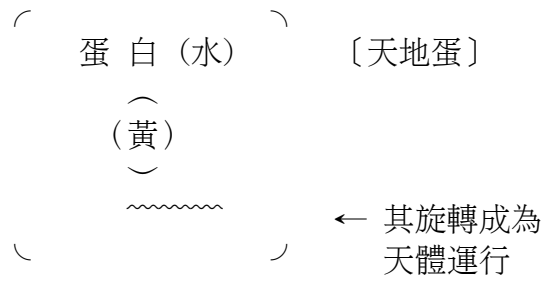 蛋 白 (水) 〔天地蛋〕
(黃)
← 其旋轉成為
天體運行